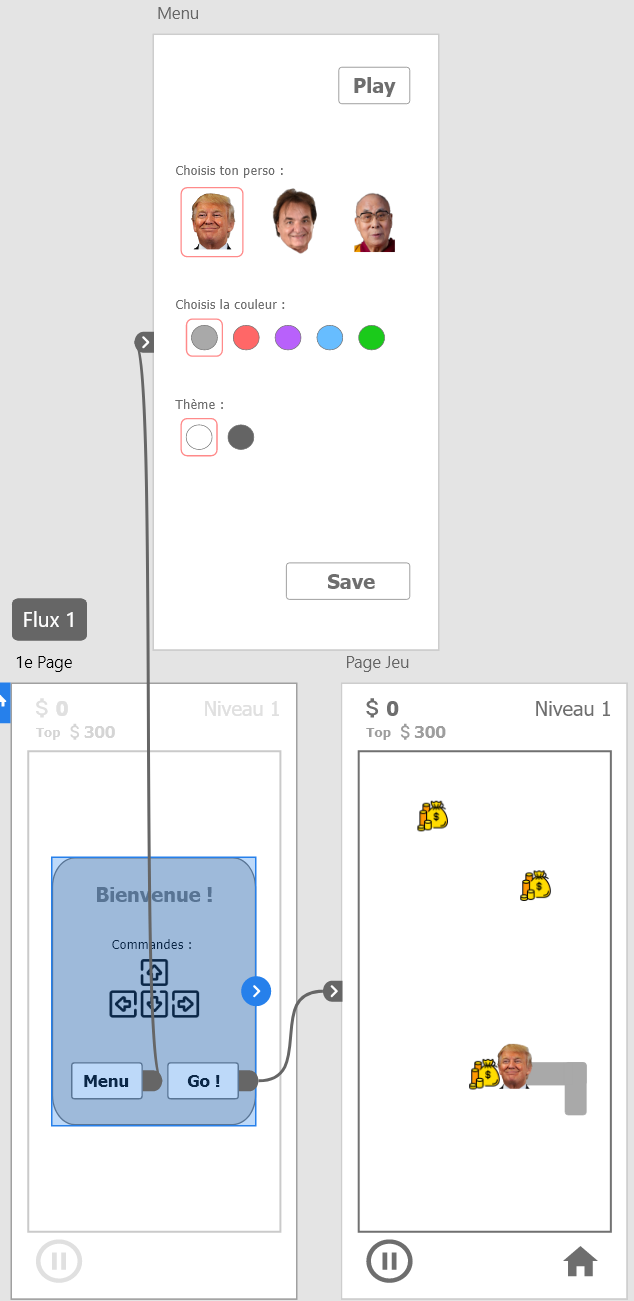 Menu
Play
Choisis ton perso :
Choisis la couleur :
Thème :
Save
Flux 1
1e Page
$ 0
Niveau 1
Top $ 300
Bienvenue !
Commandes :
Menu
Go !
Page Jeu
$ 0
Niveau 1
Top $ 300
$
$
$